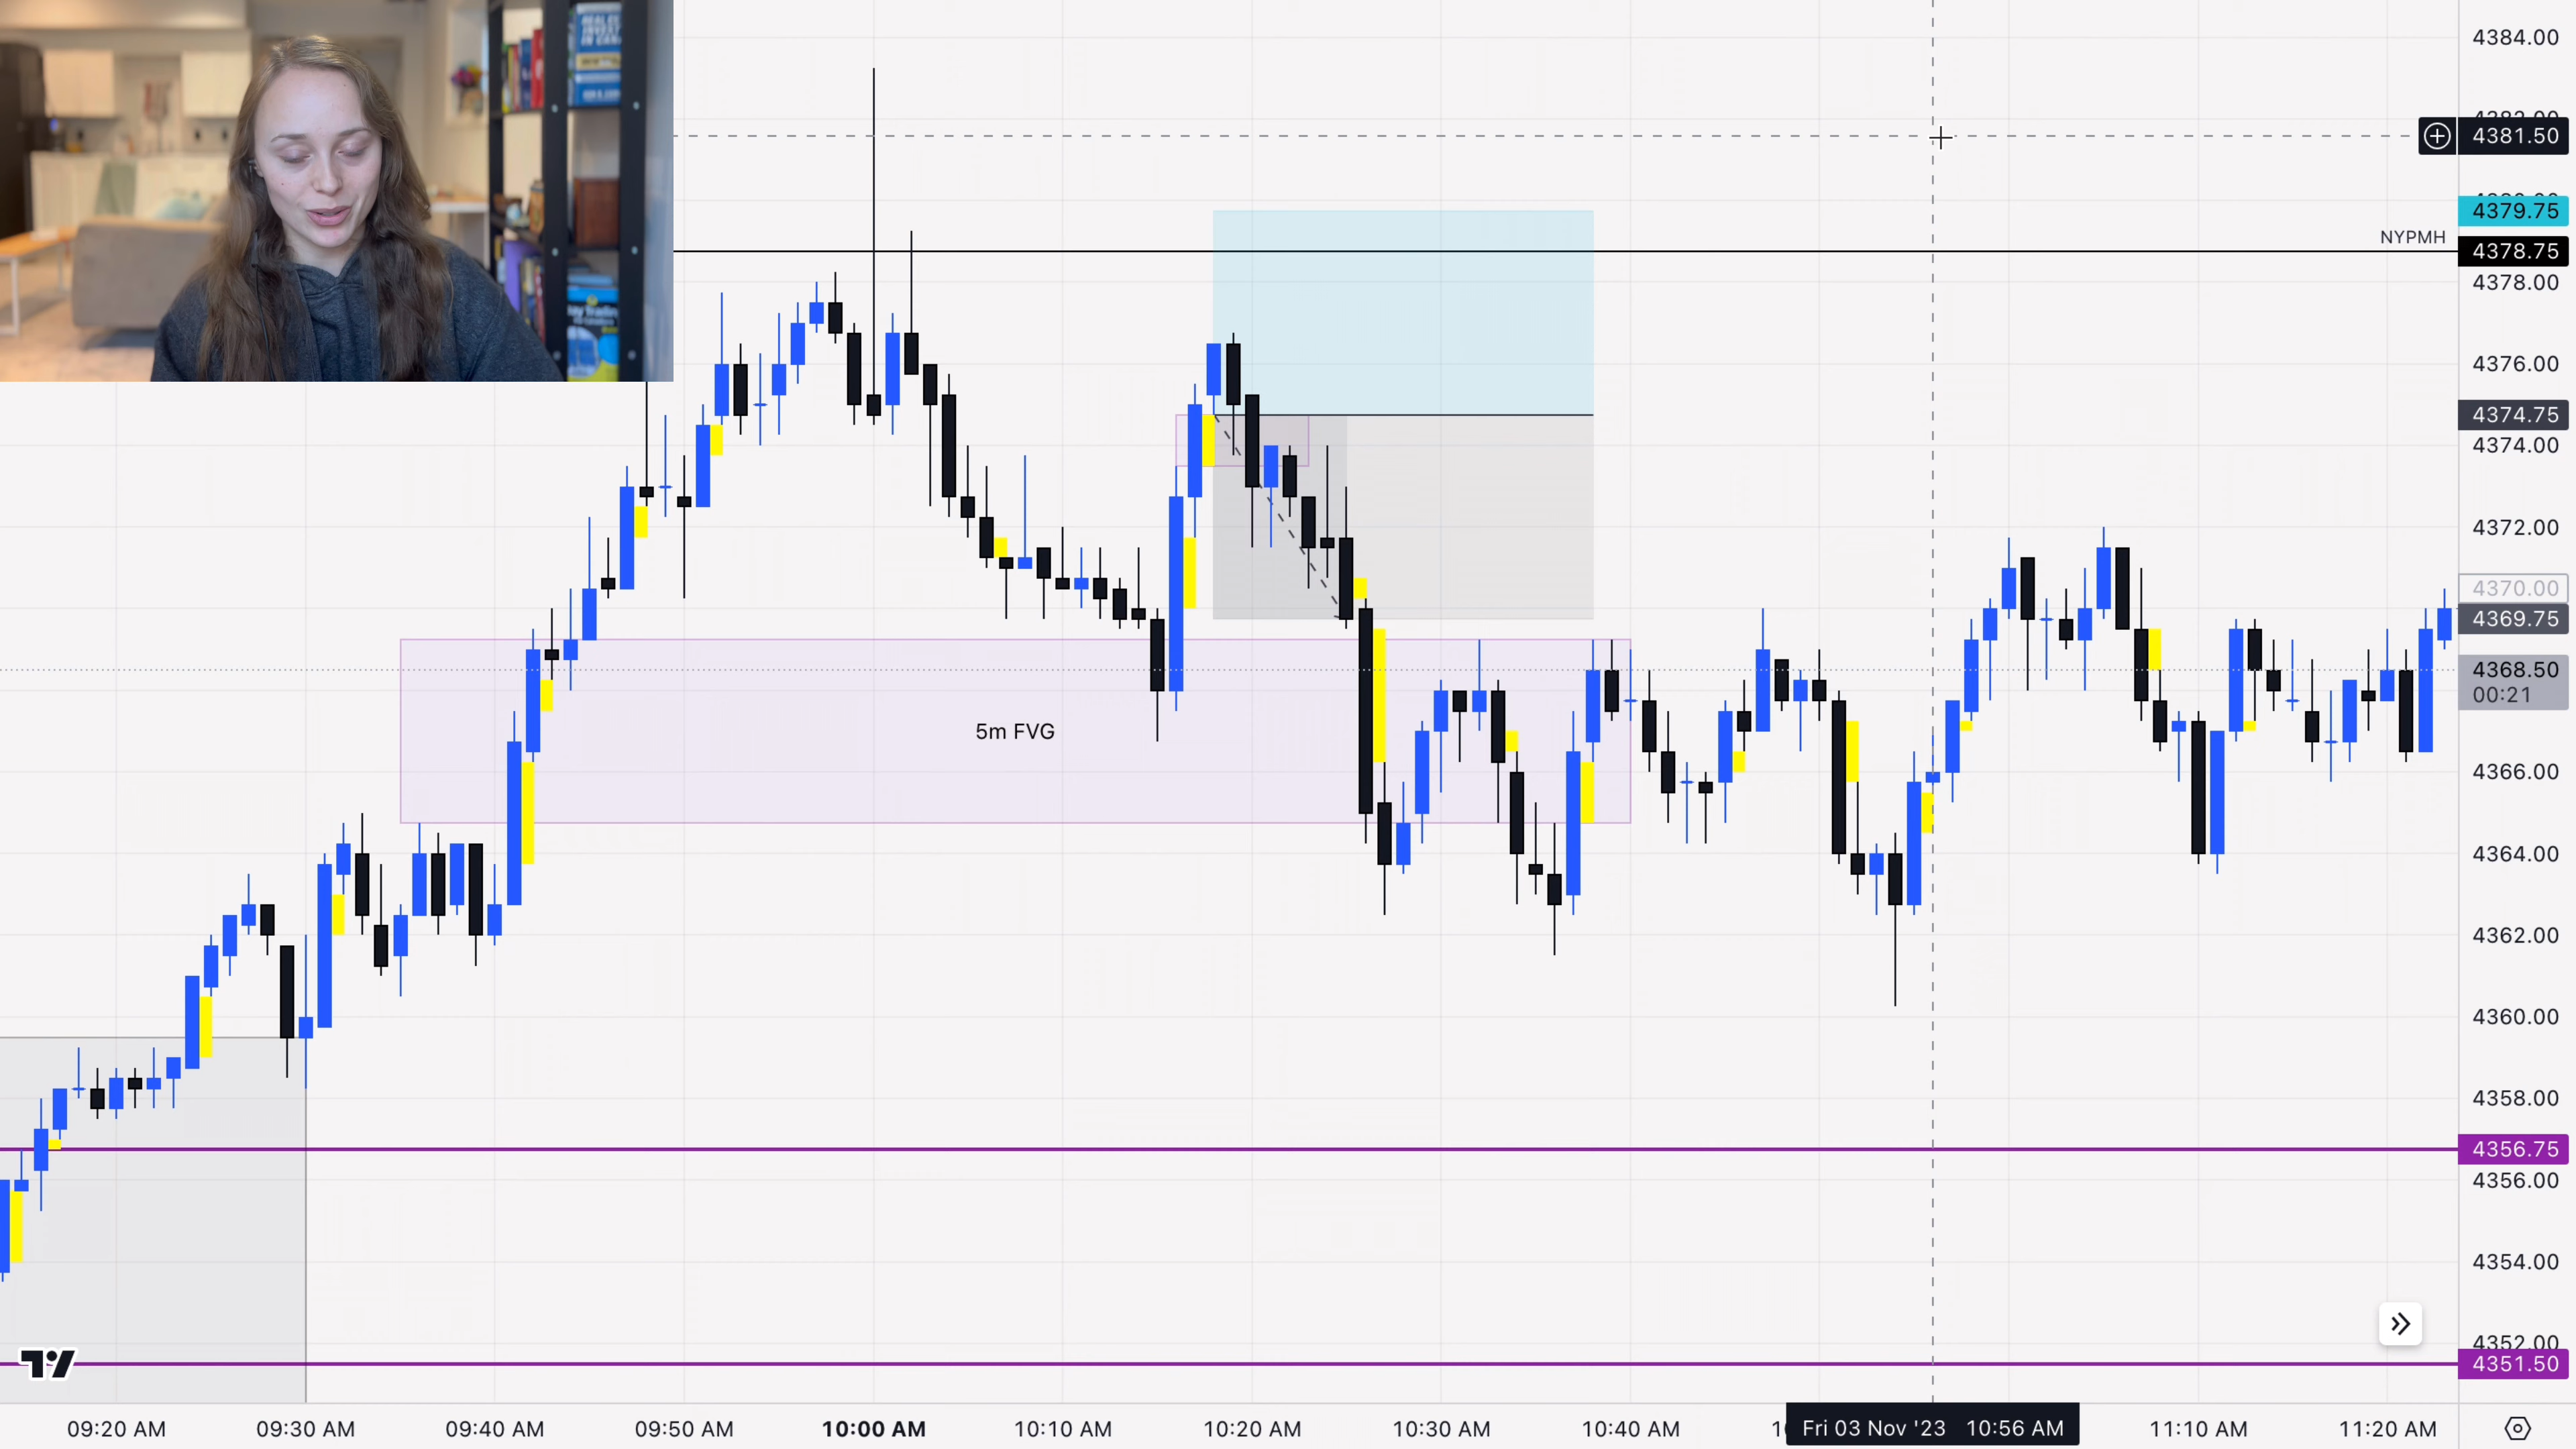 4384.00
4381.50
4379.75
NYPMH
4378.75
4378.00
4376.00
4374.75
4374.00
4372.00
4370.00
4369.75
4368.50
00:21
5m FVG
4366.00
4364.00
4362.00
4360.00
4358.00
4356.75
4356.00
4354.00
4352.00
4351.50
09:20 AM
09:30 AM
09:40 AM
09:50 AM
10:00 AM
10:10 AM
10:20 AM
10:30 AM
10:40 AM
Fri 03 Nov '23 10:56 AM
11:10 AM
11:20 AM